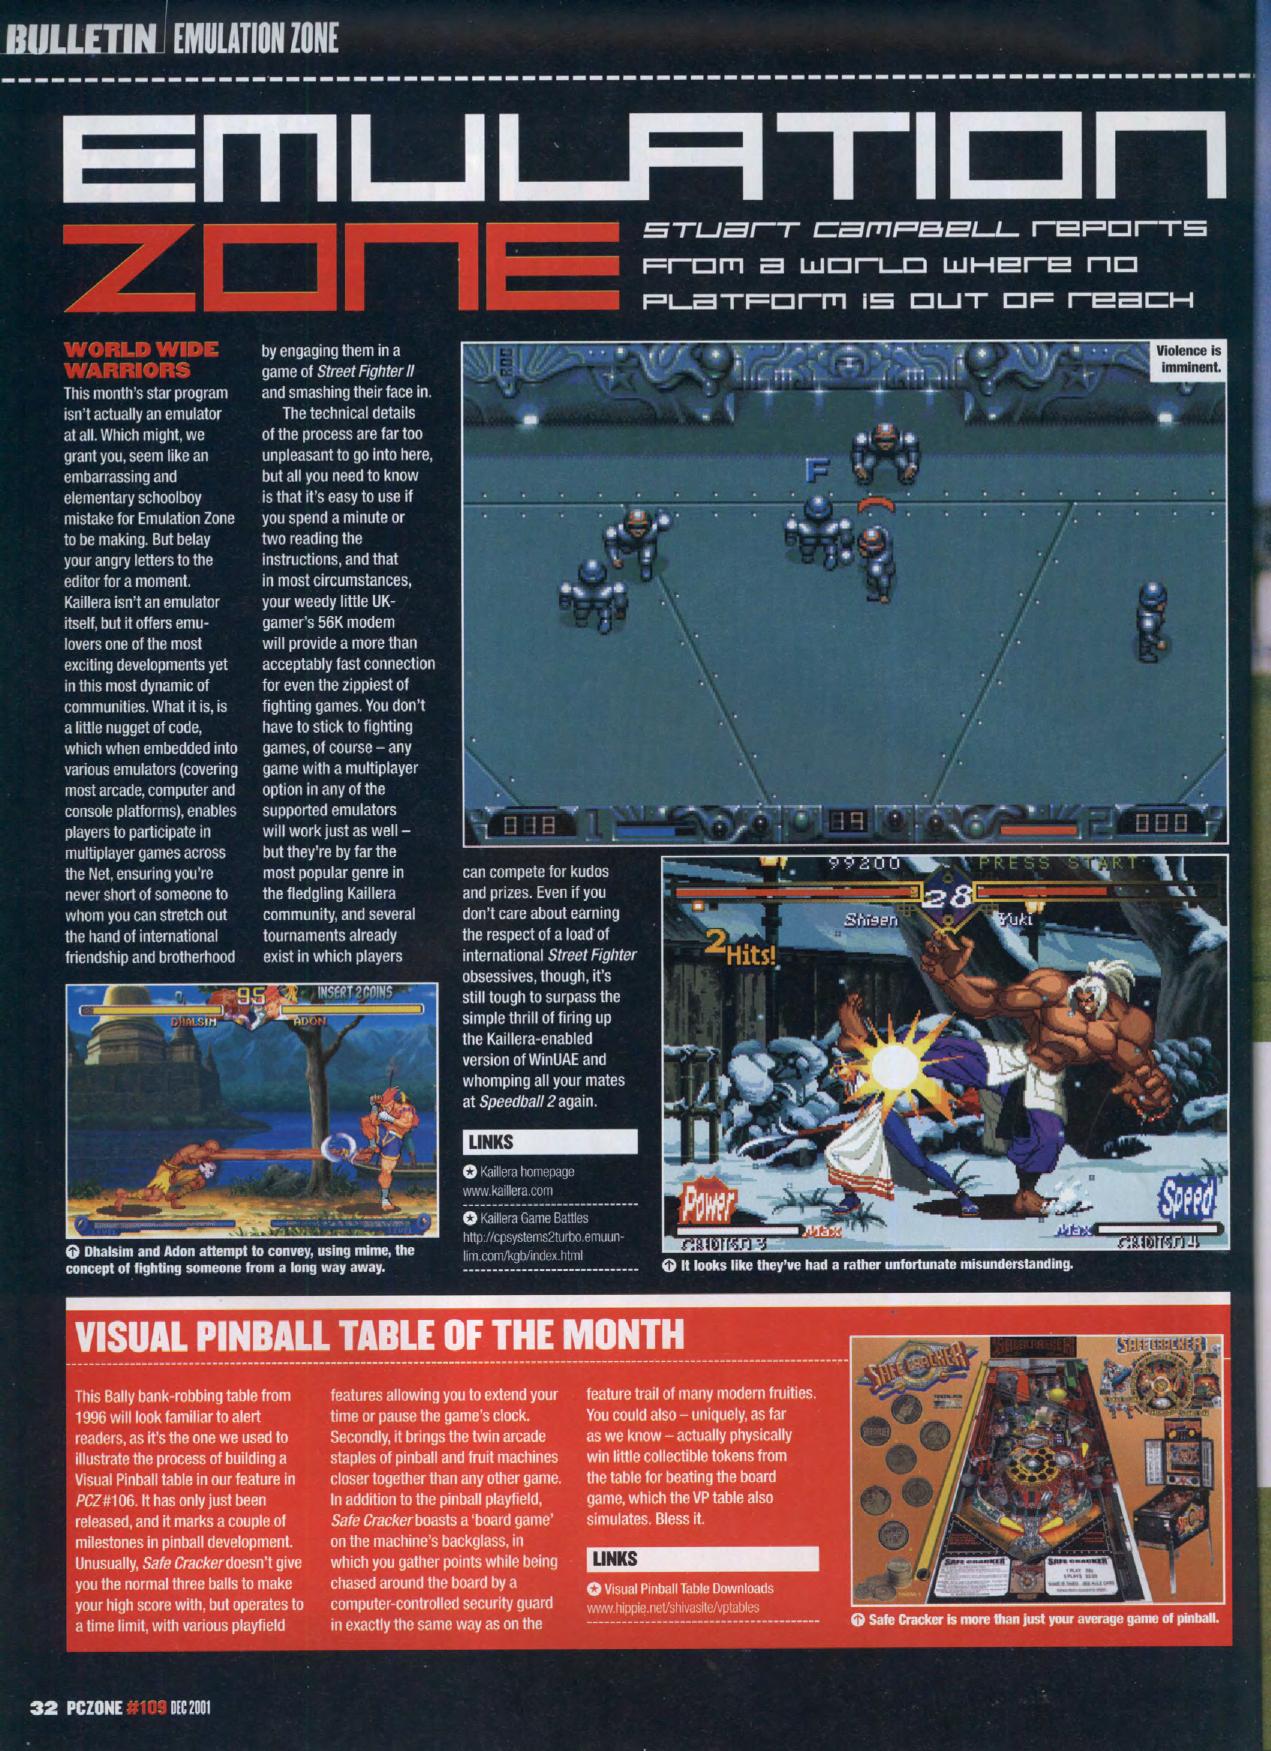 BULLETIN EMULATION ZONE
EMULATION
ZONE
STUART CAMPBELL REPORTS
FROM A WORLD WHERE NO
PLATFORM IS OUT OF REACH
WORLD WIDE
WARRIORS
This month's star program
isn't actually an emulator
at all. Which might, we
grant you, seem like an
embarrassing and
elementary schoolboy
mistake for Emulation Zone
to be making. But belay
your angry letters to the
editor for a moment.
Kaillera isn't an emulator
itself, but it offers emu-
lovers one of the most
exciting developments yet
in this most dynamic of
communities. What it is, is
a little nugget of code,
which when embedded into
various emulators (covering
most arcade, computer and
console platforms), enables
players to participate in
multiplayer games across
the Net, ensuring you're
never short of someone to
whom you can stretch out
the hand of international
friendship and brotherhood
by engaging them in a
game of Street Fighter II
and smashing their face in.
The technical details
of the process are far too
unpleasant to go into here,
but all you need to know
is that it's easy to use if
you spend a minute or
two reading the
instructions, and that
in most circumstances,
your weedy little UK-
gamer's 56K modem
will provide a more than
acceptably fast connection
for even the zippiest of
fighting games. You don't
have to stick to fighting
games, of course – any
game with a multiplayer
option in any of the
supported emulators
will work just as well –
but they're by far the
most popular genre in
the fledgling Kaillera
community, and several
tournaments already
exist in which players
can compete for kudos
and prizes. Even if you
don't care about earning
the respect of a load of
international Street Fighter
obsessives, though, it's
still tough to surpass the
simple thrill of firing up
the Kaillera-enabled
version of WinUAE and
whomping all your mates
at Speedball 2 again.
LINKS
Kaillera homepage
www.kaillera.com
Kaillera Game Battles
http://cpsystems2turbo.emuun-
lim.com/kgb/index.html
Violence is
imminent.
F
038 1 19 2 000
99200 PRESS START
28
Shigen Yuki
2 Hits!
Power Speed
Max Max
CREDITS 03 CREDITS 04
It looks like they've had a rather unfortunate misunderstanding.
95 INSERT 2 COINS
DHALSIM ADON
Dhalsim and Adon attempt to convey, using mime, the
concept of fighting someone from a long way away.
VISUAL PINBALL TABLE OF THE MONTH
This Bally bank-robbing table from
1996 will look familiar to alert
readers, as it's the one we used to
illustrate the process of building a
Visual Pinball table in our feature in
PCZ #106. It has only just been
released, and it marks a couple of
milestones in pinball development.
Unusually, Safe Cracker doesn't give
you the normal three balls to make
your high score with, but operates to
a time limit, with various playfield
features allowing you to extend your
time or pause the game's clock.
Secondly, it brings the twin arcade
staples of pinball and fruit machines
closer together than any other game.
In addition to the pinball playfield,
Safe Cracker boasts a 'board game'
on the machine's backglass, in
which you gather points while being
chased around the board by a
computer-controlled security guard
in exactly the same way as on the
feature trail of many modern fruities.
You could also – uniquely, as far
as we know – actually physically
win little collectible tokens from
the table for beating the board
game, which the VP table also
simulates. Bless it.
LINKS
Visual Pinball Table Downloads
www.hippie.net/shivasite/vptables
SAFE CRACKER
SAFE CRACKER
SAFE CRACKER
SAFE CRACKER SAFE CRACKER
Safe Cracker is more than just your average game of pinball.
32 PCZONE #109 DEC 2001